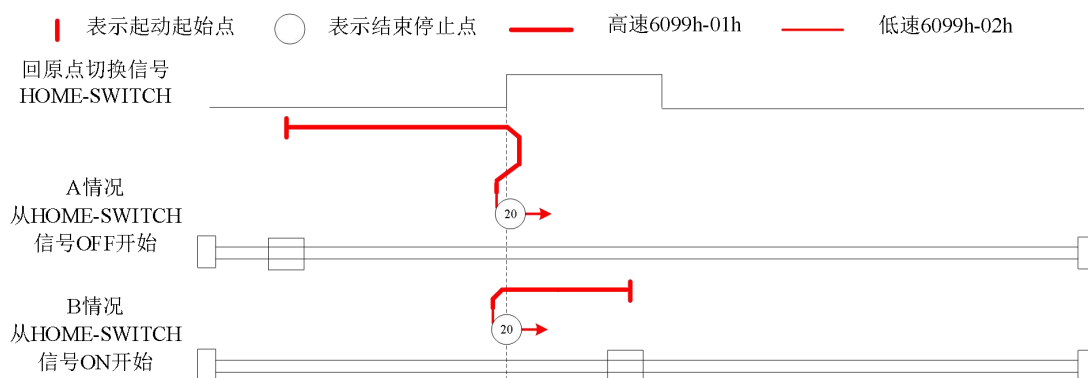 表示起动起始点
表示结束停止点
高速6099h-01h
低速6099h-02h
回原点切换信号
HOME-SWITCH
A情况
从HOME-SWITCH
信号OFF开始
20
B情况
从HOME-SWITCH
信号ON开始
20